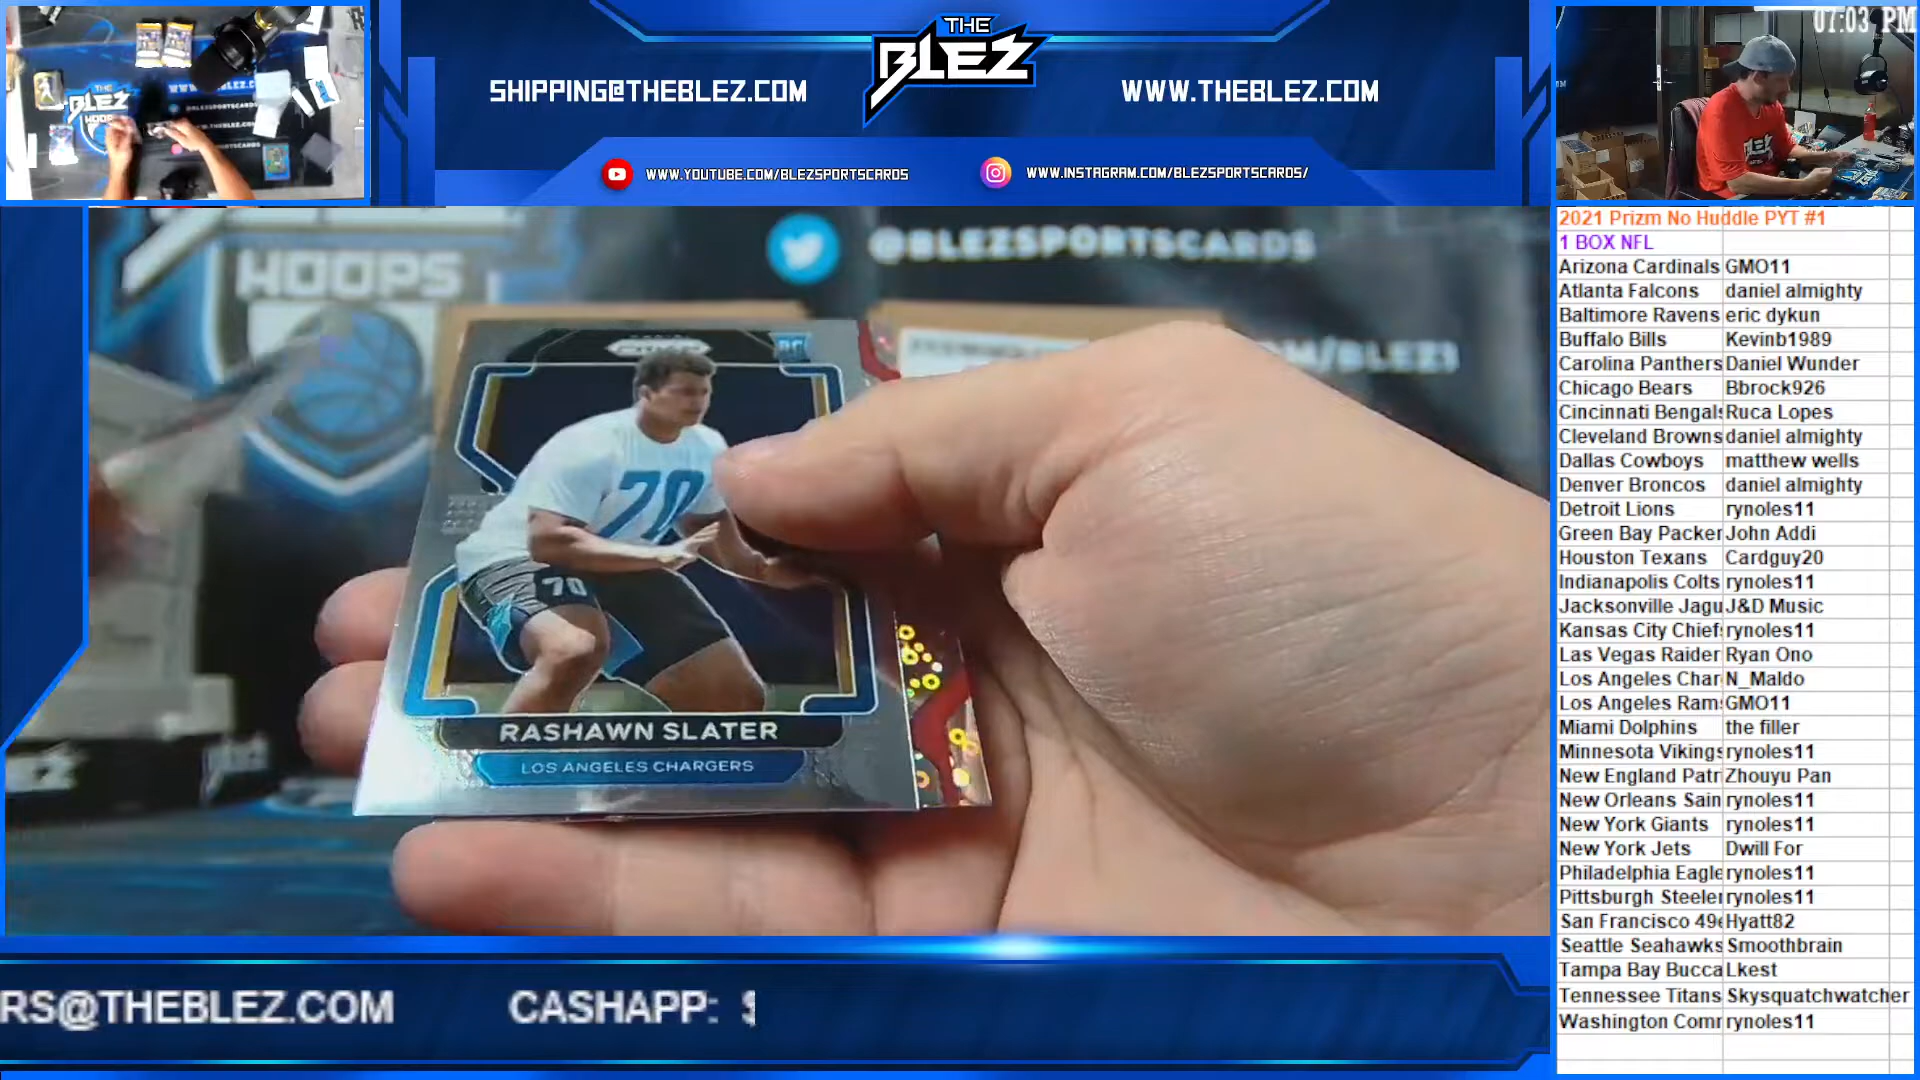 THE
BLEZ
SHIPPING@THEBLEZ.COM
WWW.THEBLEZ.COM
WWW.YOUTUBE.COM/BLEZSPORTSCARDS
WWW.INSTAGRAM.COM/BLEZSPORTSCARDS/
07:03 PM
HOOPS
@BLEZSPORTSCARDS
PRIZM
RC
70
70
RASHAWN SLATER
LOS ANGELES CHARGERS
RS@THEBLEZ.COM CASHAPP:
2021 Prizm No Huddle PYT #1
1 BOX NFL
Arizona Cardinals GMO11
Atlanta Falcons daniel almighty
Baltimore Ravens eric dykun
Buffalo Bills Kevinb1989
Carolina Panthers Daniel Wunder
Chicago Bears Bbrock926
Cincinnati Bengals Ruca Lopes
Cleveland Browns daniel almighty
Dallas Cowboys matthew wells
Denver Broncos daniel almighty
Detroit Lions rynoles11
Green Bay Packer John Addi
Houston Texans Cardguy20
Indianapolis Colts rynoles11
Jacksonville Jagu J&D Music
Kansas City Chiefs rynoles11
Las Vegas Raider Ryan Ono
Los Angeles Char N_Maldo
Los Angeles Rams GMO11
Miami Dolphins the filler
Minnesota Vikings rynoles11
New England Patri Zhouyu Pan
New Orleans Sain rynoles11
New York Giants rynoles11
New York Jets Dwill For
Philadelphia Eagle rynoles11
Pittsburgh Steeler rynoles11
San Francisco 49e Hyatt82
Seattle Seahawks Smoothbrain
Tampa Bay Bucca Lkest
Tennessee Titans Skysquatchwatcher
Washington Comr rynoles11